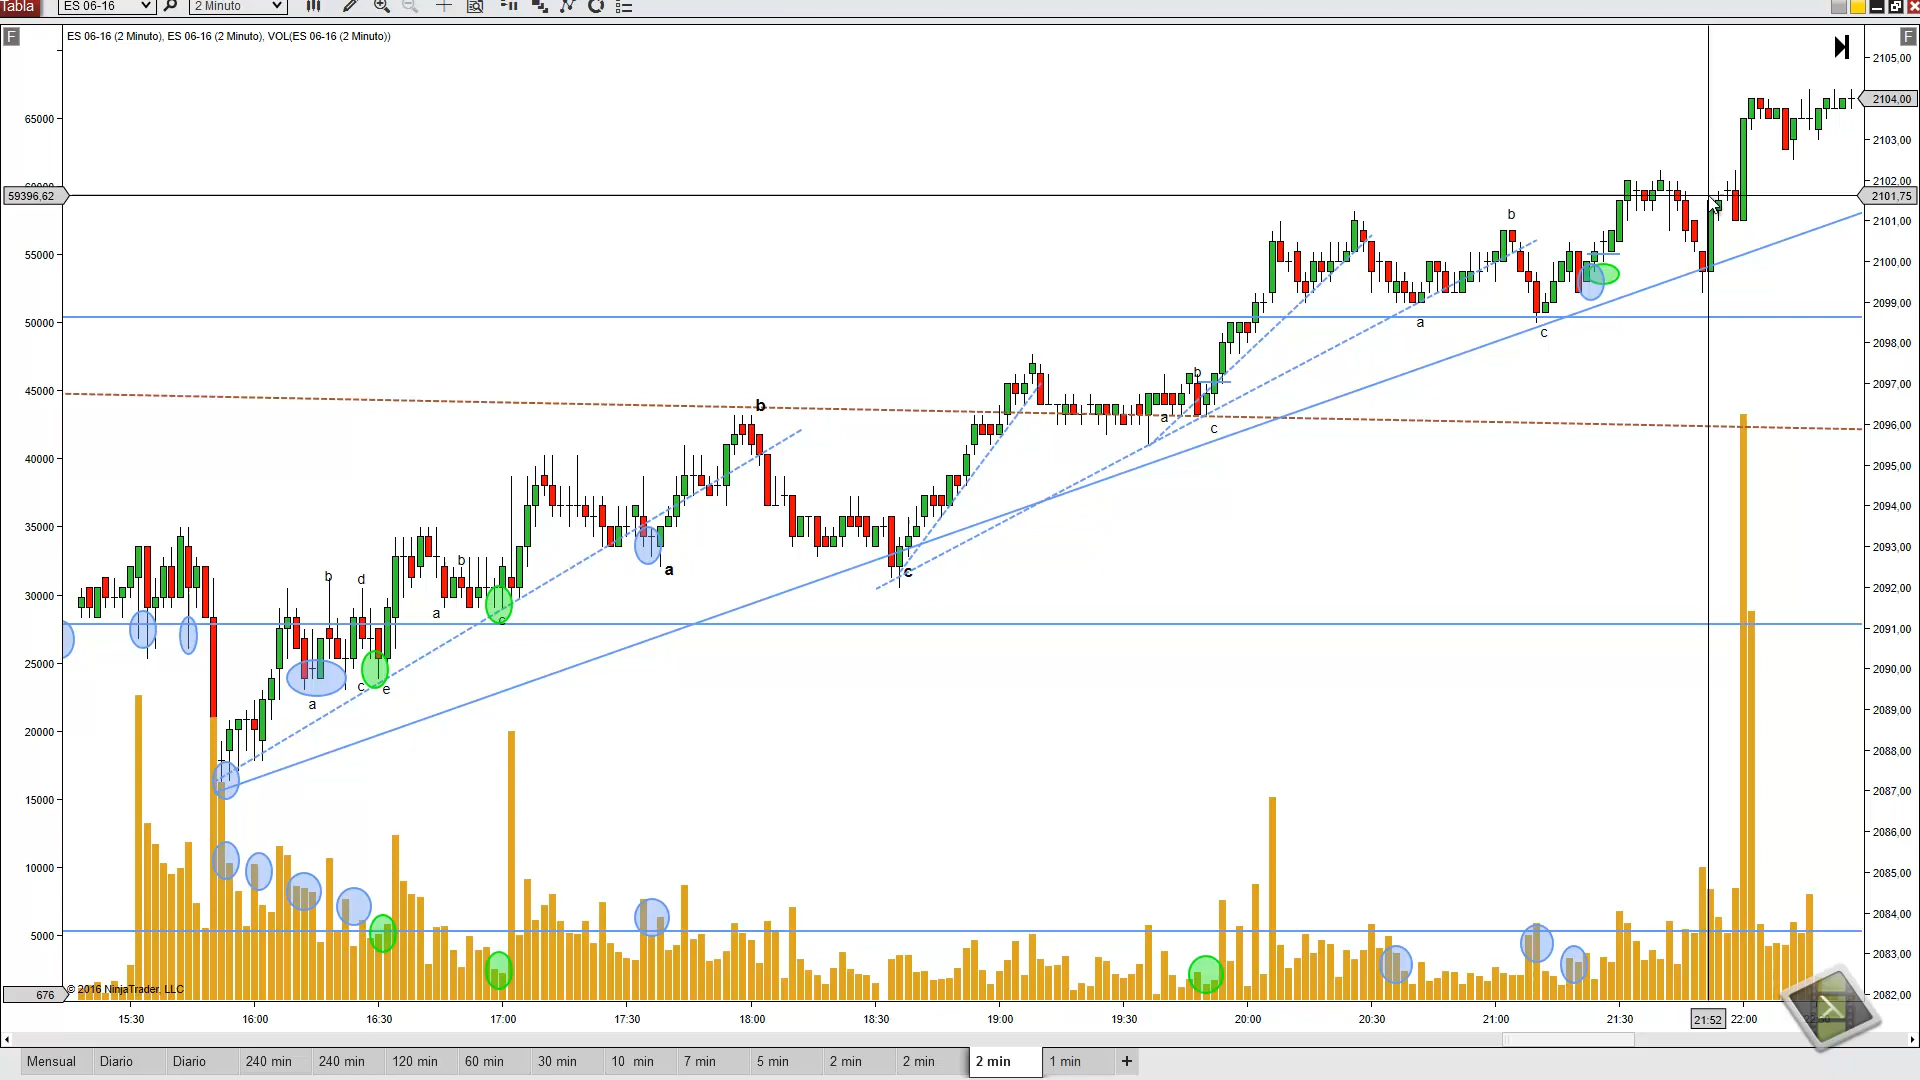 Tabla ES 06-16 2 Minuto
F ES 06-16 (2 Minuto), ES 06-16 (2 Minuto), VOL(ES 06-16 (2 Minuto)) F
2105,00
2104,00
65000
2103,00
2102,00
59396,62 2101,75
b 2101,00
55000 2100,00
2099,00
50000 a
c 2098,00
b
45000 2097,00
b a
c 2096,00
40000 2095,00
35000 2094,00
2093,00
a c
b d b
30000 2092,00
a c
2091,00
25000 2090,00
c e
a 2089,00
20000 2088,00
15000 2087,00
2086,00
10000 2085,00
2084,00
5000
2083,00
676 © 2016 NinjaTrader, LLC 2082,00
15:30 16:00 16:30 17:00 17:30 18:00 18:30 19:00 19:30 20:00 20:30 21:00 21:30 21:52 22:00
Mensual Diario Diario 240 min 240 min 120 min 60 min 30 min 10 min 7 min 5 min 2 min 2 min 2 min 1 min +